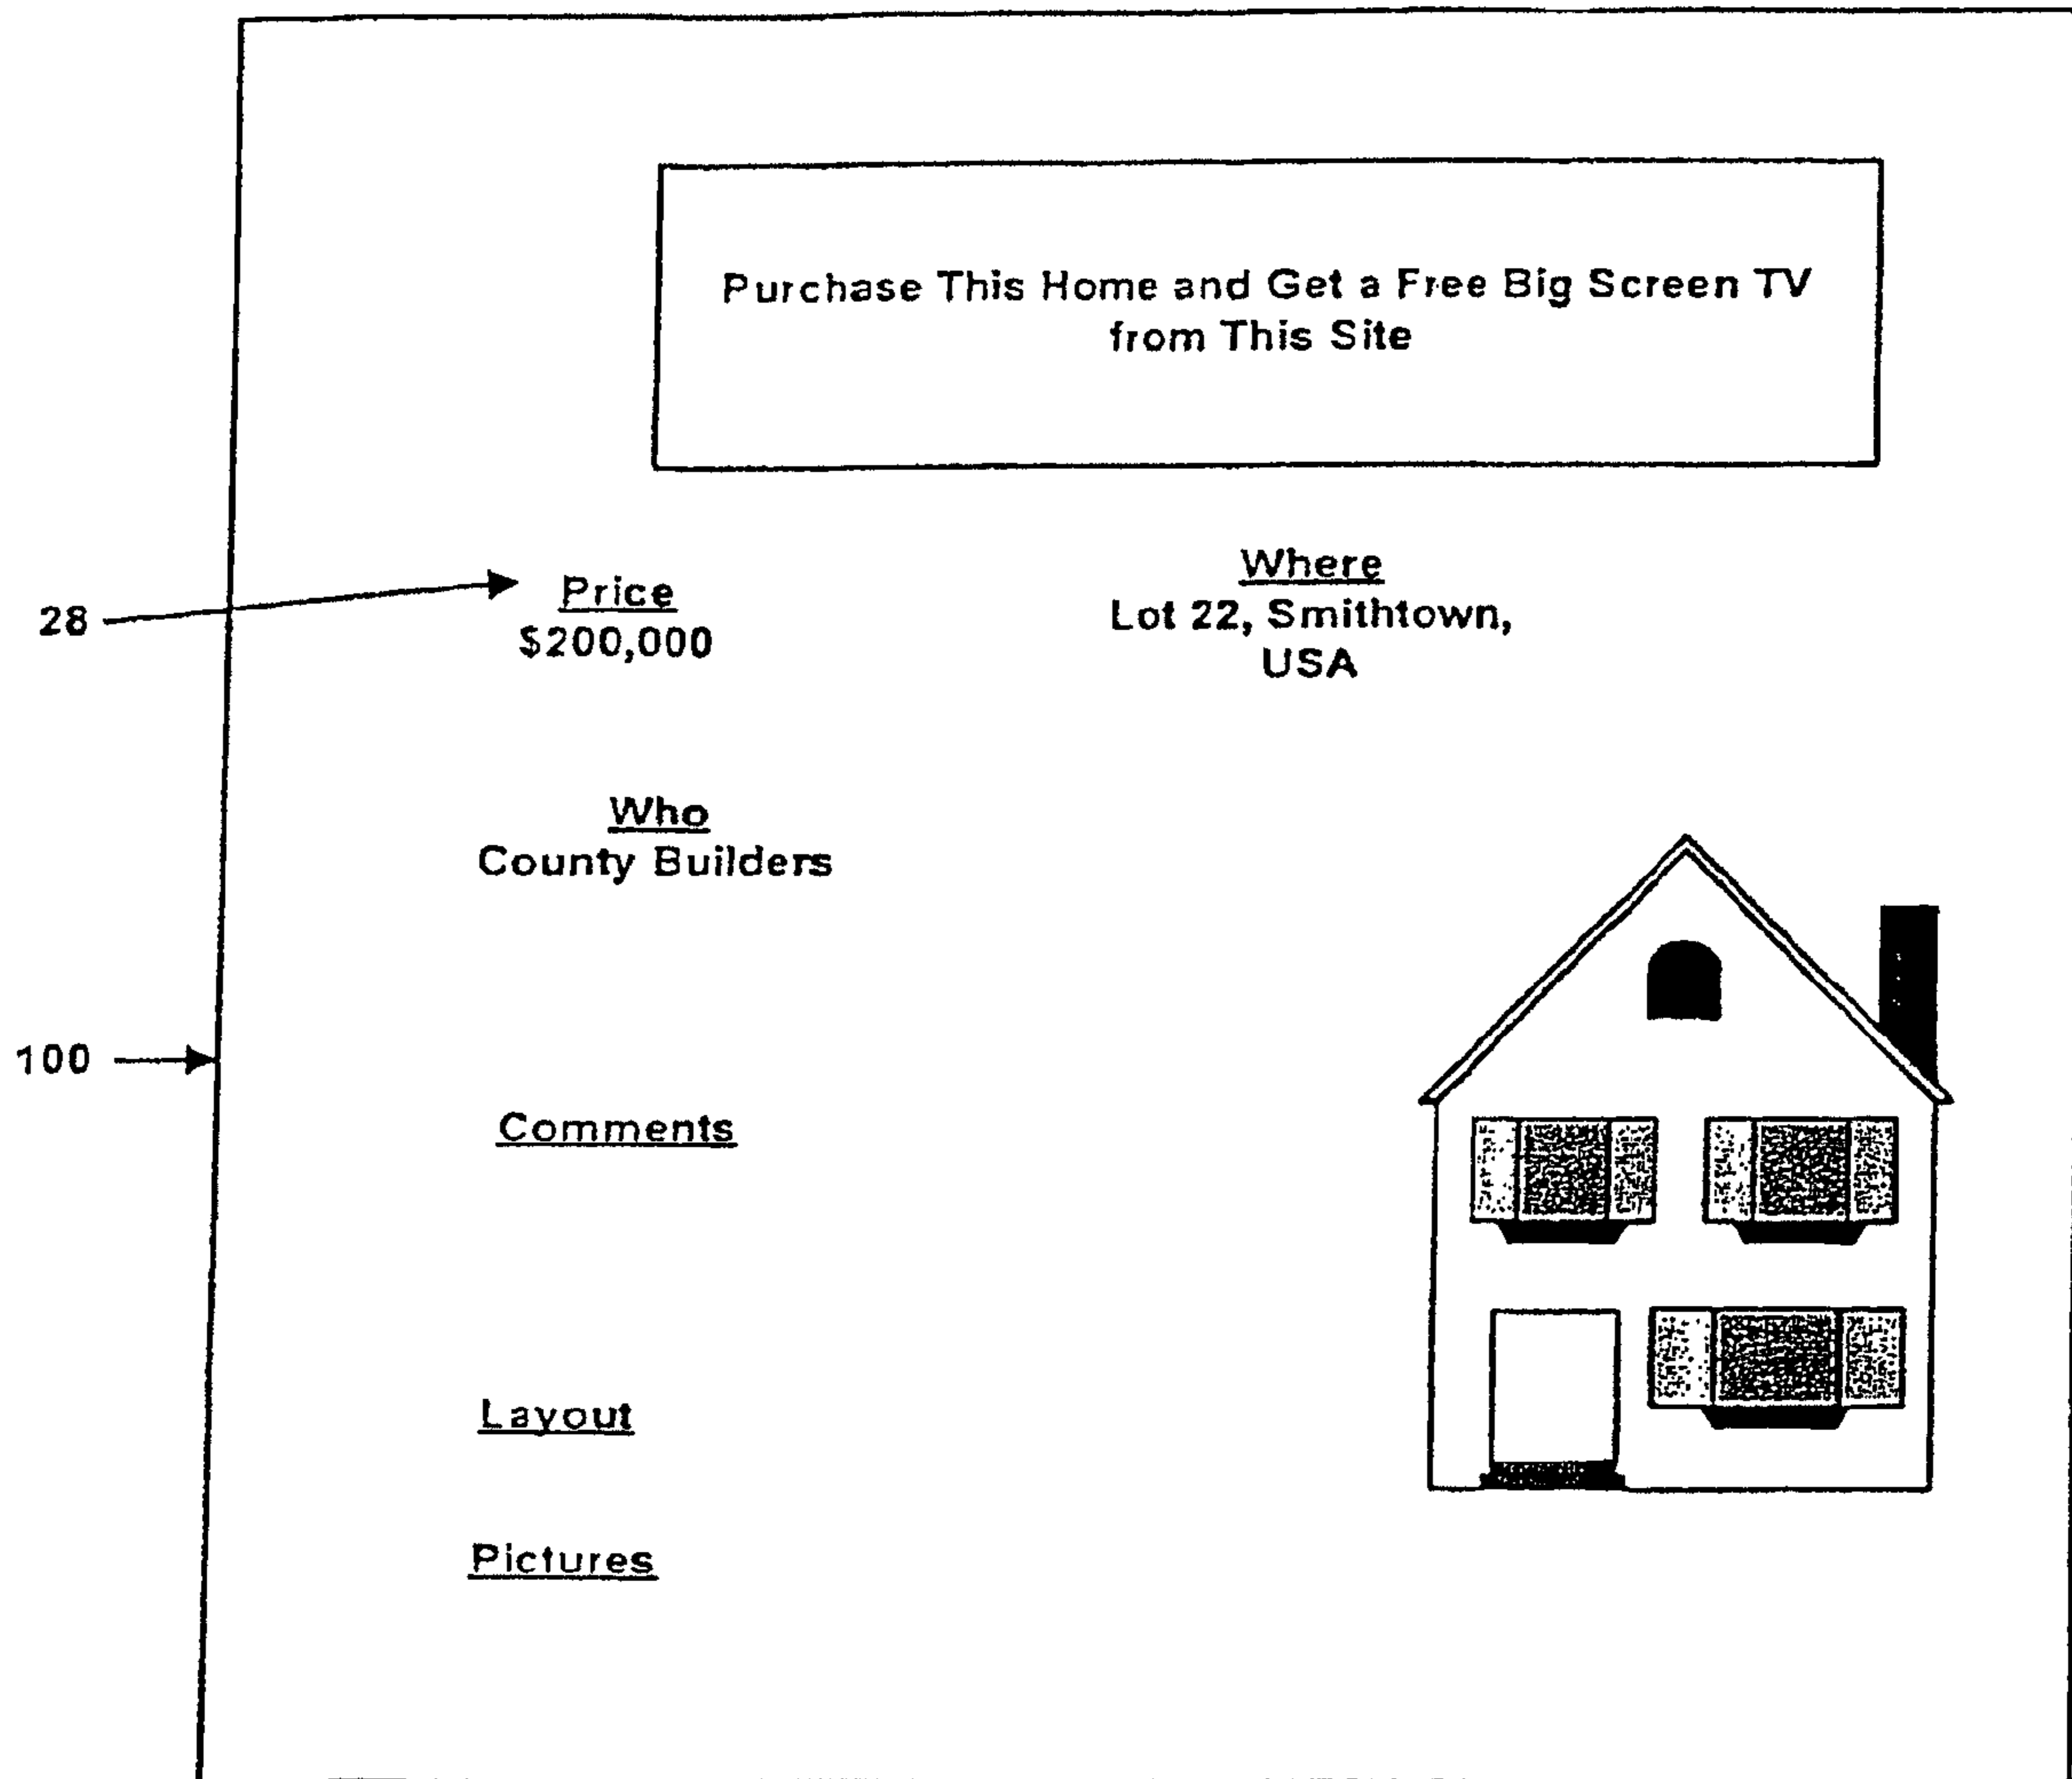 Purchase This Home and Get a Free Big Screen TV
from This Site
Where
Price
Lot 22, Smithtown,
28
$200,000
USA
Who
County Builders
100
Comments
Layout
Pictures